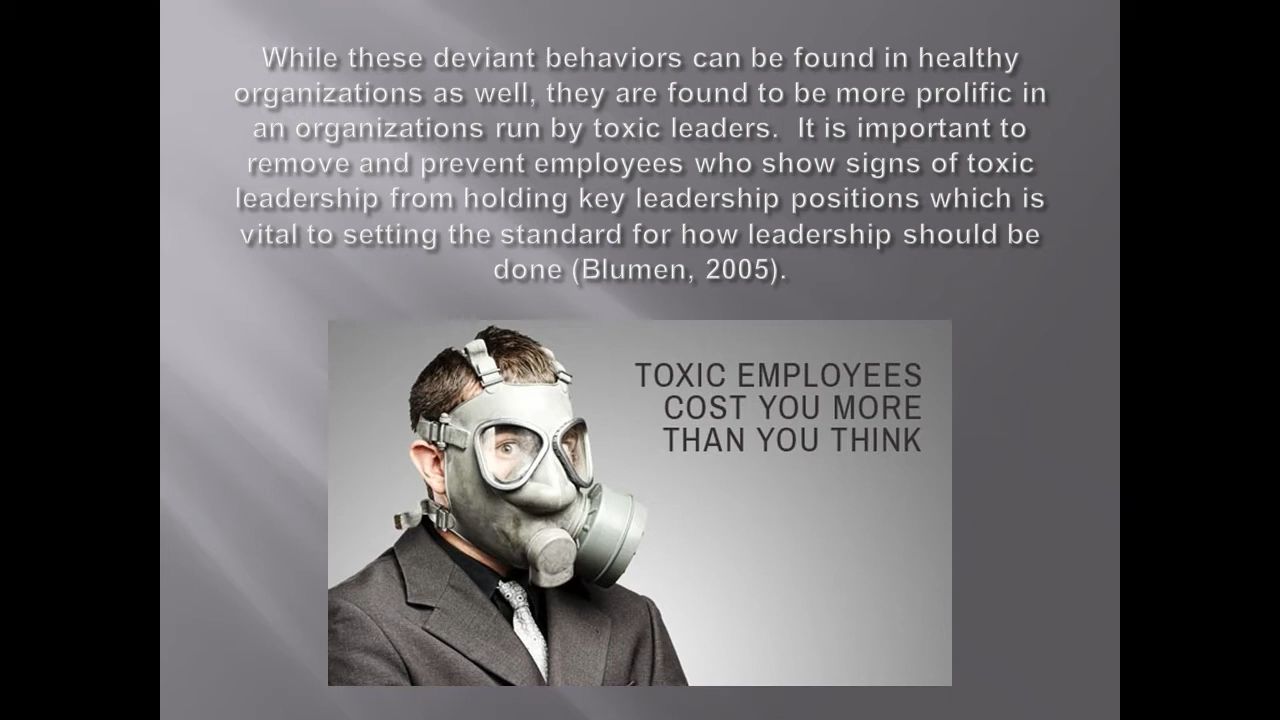 While these deviant behaviors can be found in healthy
organizations as well, they are found to be more prolific in
an organizations run by toxic leaders.  It is important to
remove and prevent employees who show signs of toxic
leadership from holding key leadership positions which is
vital to setting the standard for how leadership should be
done (Blumen, 2005).
TOXIC EMPLOYEES
COST YOU MORE
THAN YOU THINK